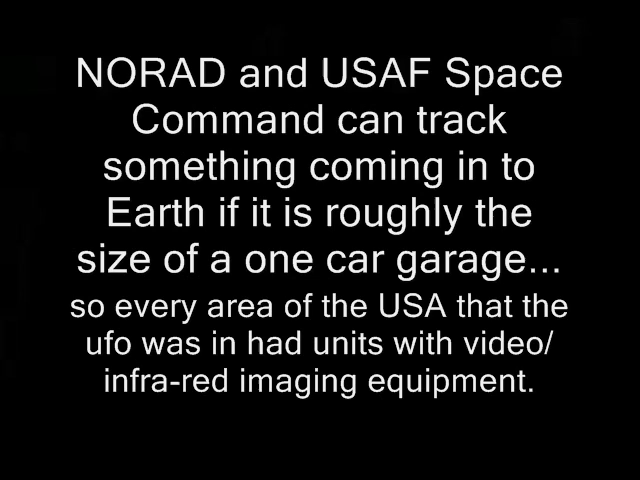 NORAD and USAF Space
Command can track
something coming in to
Earth if it is roughly the
size of a one car garage...
so every area of the USA that the
ufo was in had units with video/
infra-red imaging equipment.